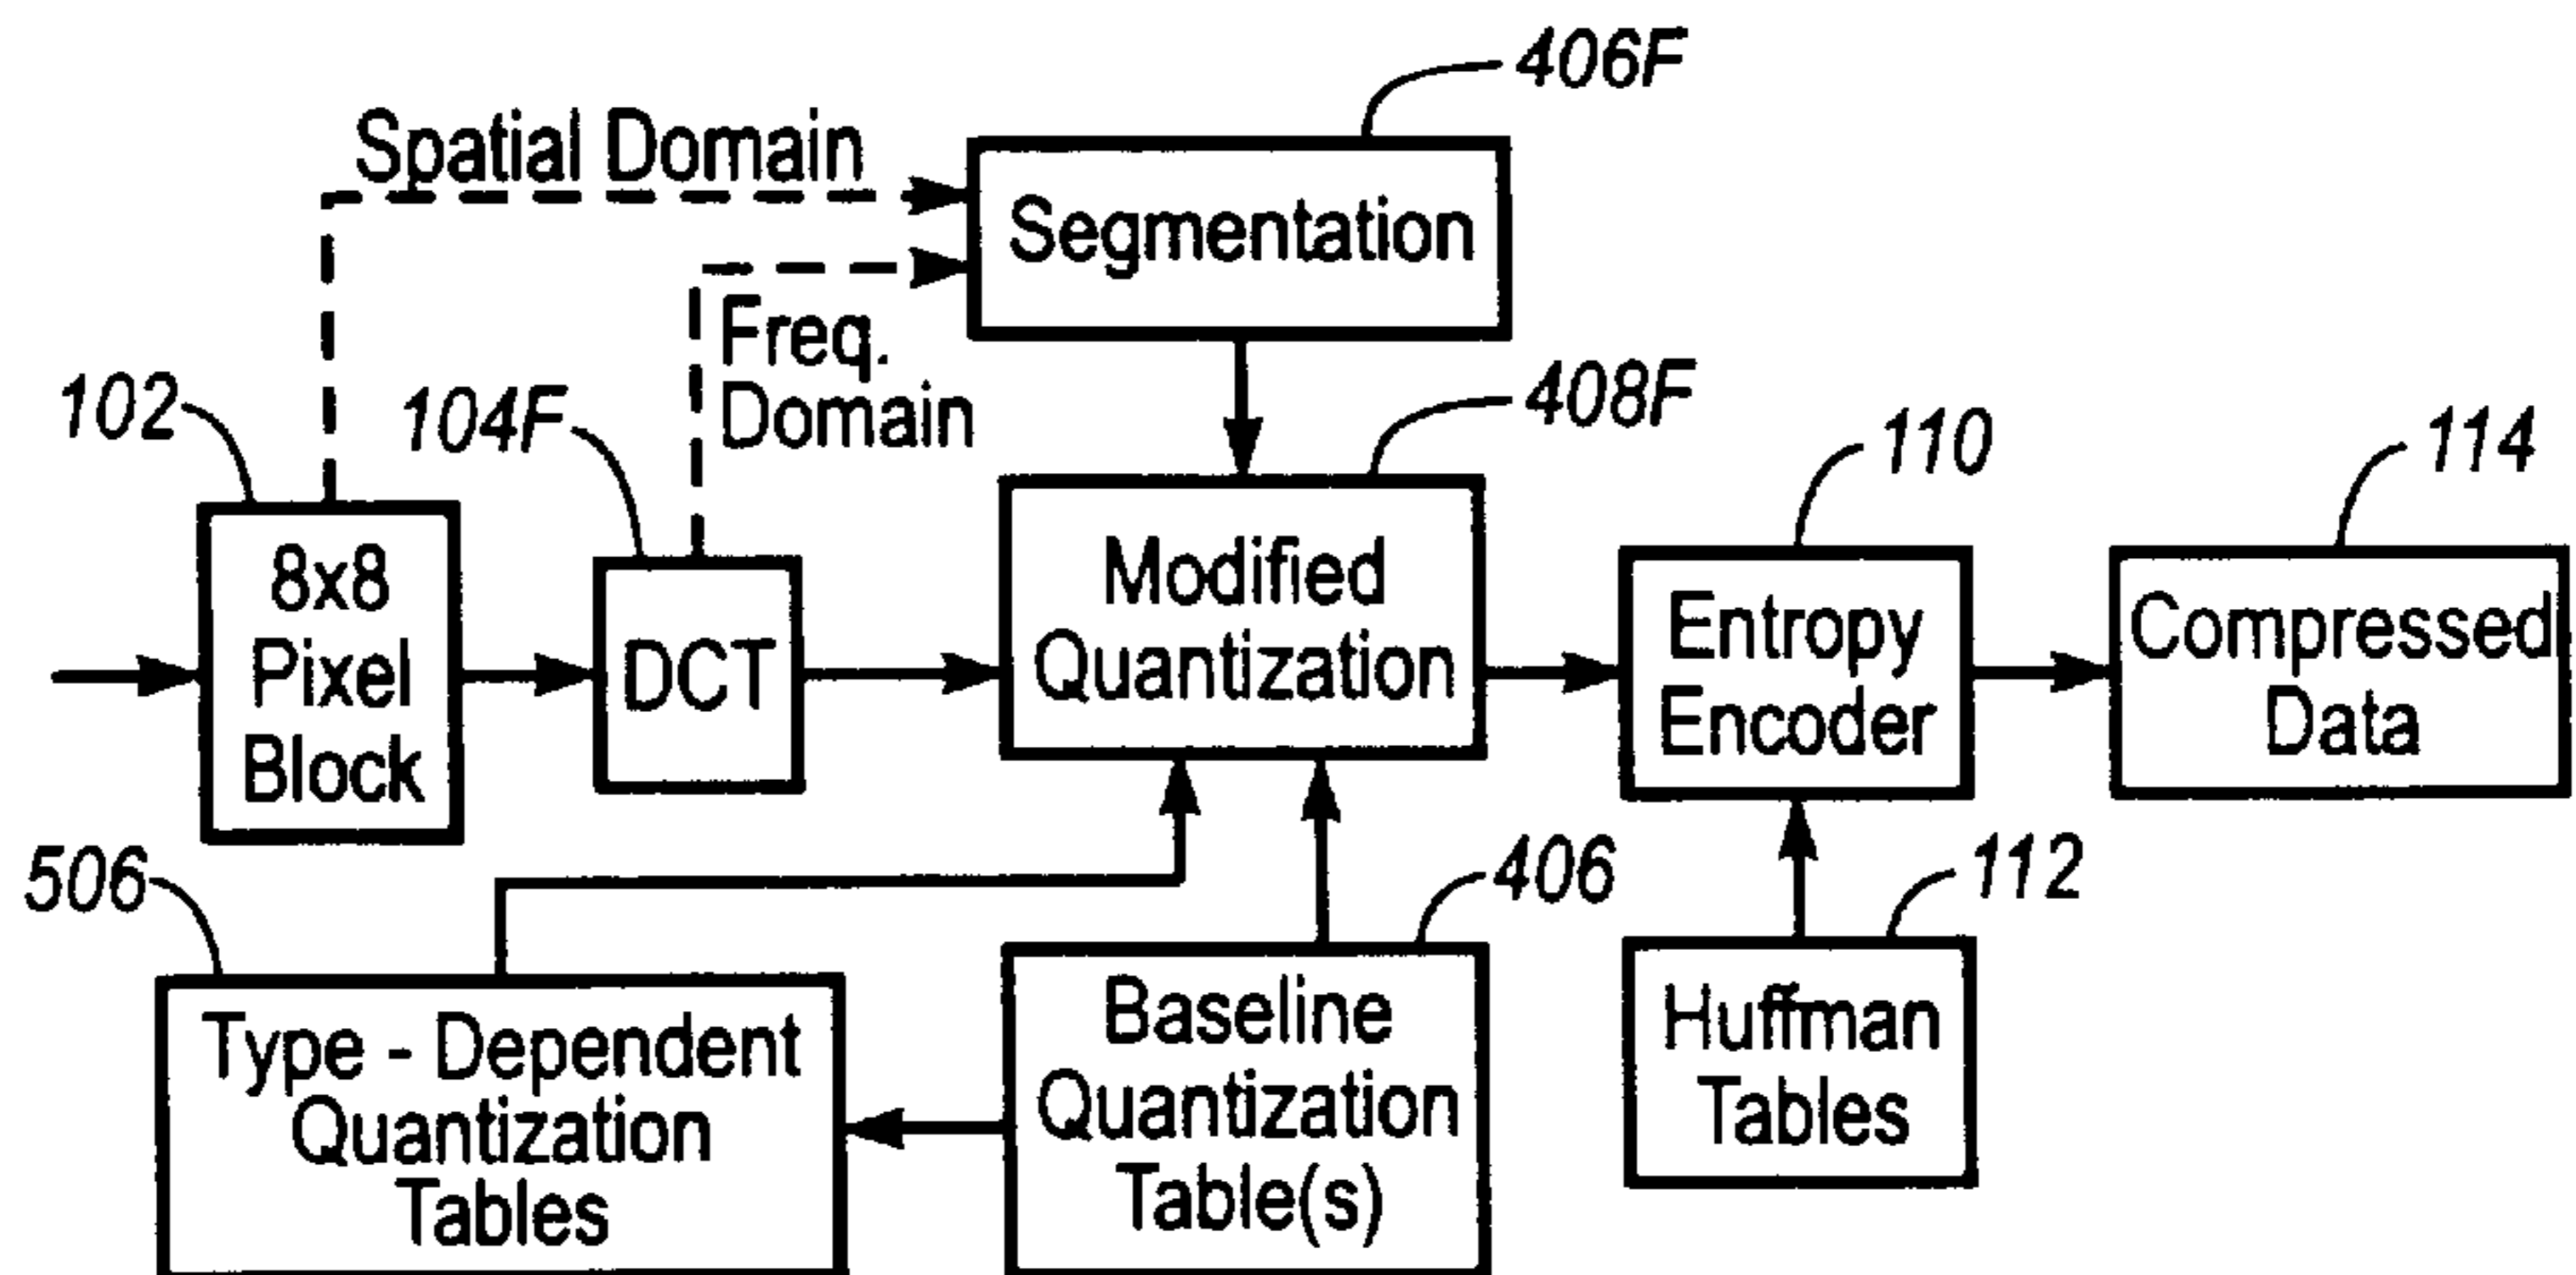 406F
Spatial Domain
Segmentation
Freq.
Domain
102
104F
408F
110
114
8x8
Pixel
Block
DCT
Modified
Quantization
Entropy
Encoder
Compressed
Data
506
406
112
Type - Dependent
Quantization
Tables
Baseline
Quantization
Table(s)
Huffman
Tables